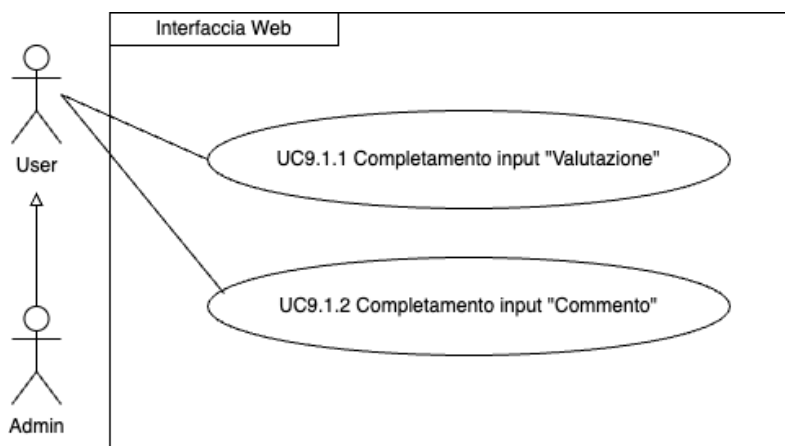 Interfaccia Web
User
UC9.1.1 Completamento input "Valutazione"
UC9.1.2 Completamento input "Commento"
Admin